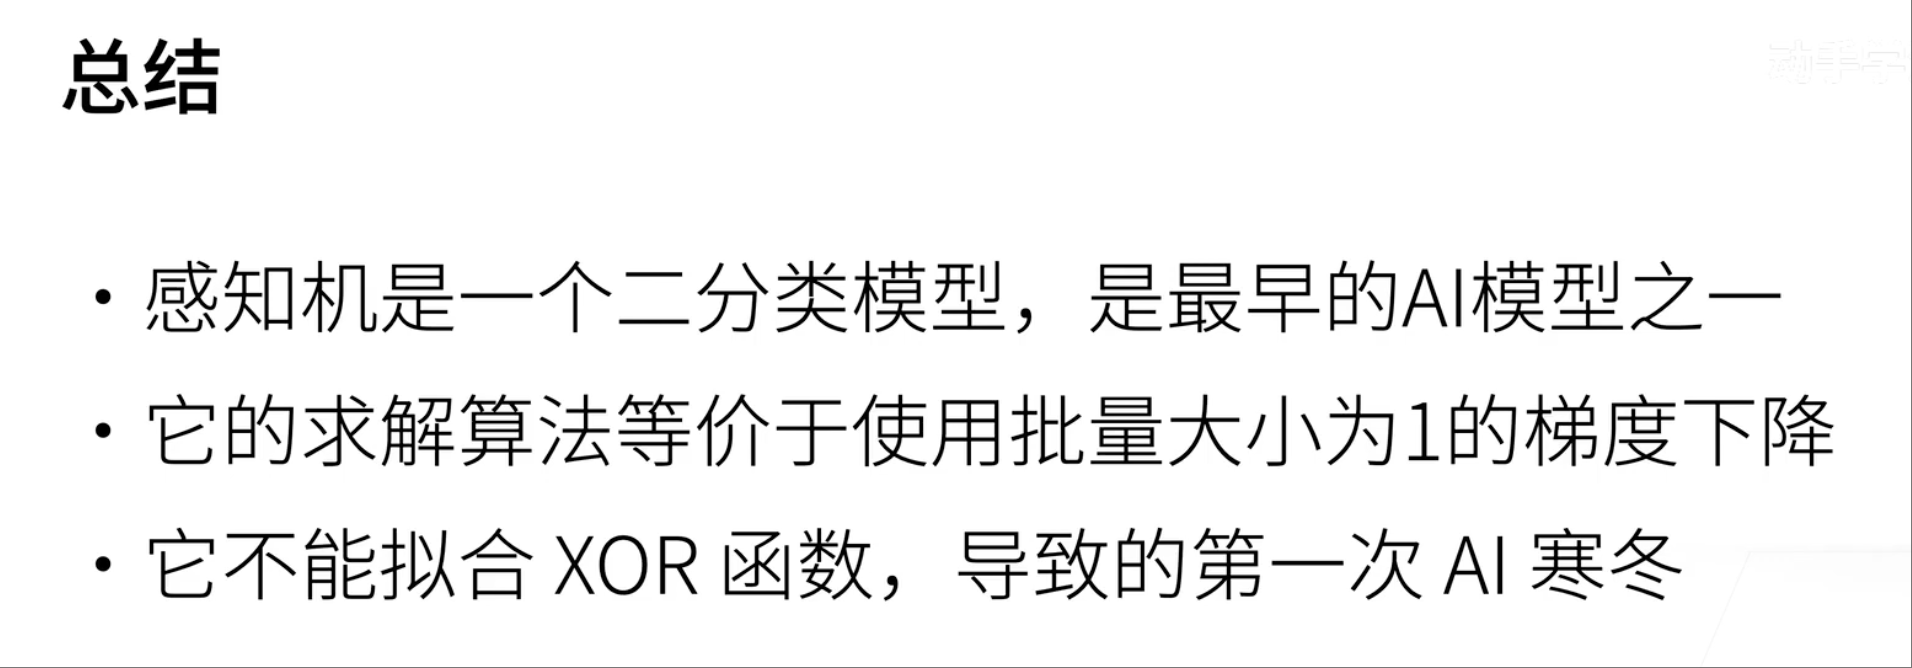 总结
动手学
• 感知机是一个二分类模型，是最早的AI模型之一
• 它的求解算法等价于使用批量大小为1的梯度下降
• 它不能拟合 XOR 函数，导致的第一次 AI 寒冬